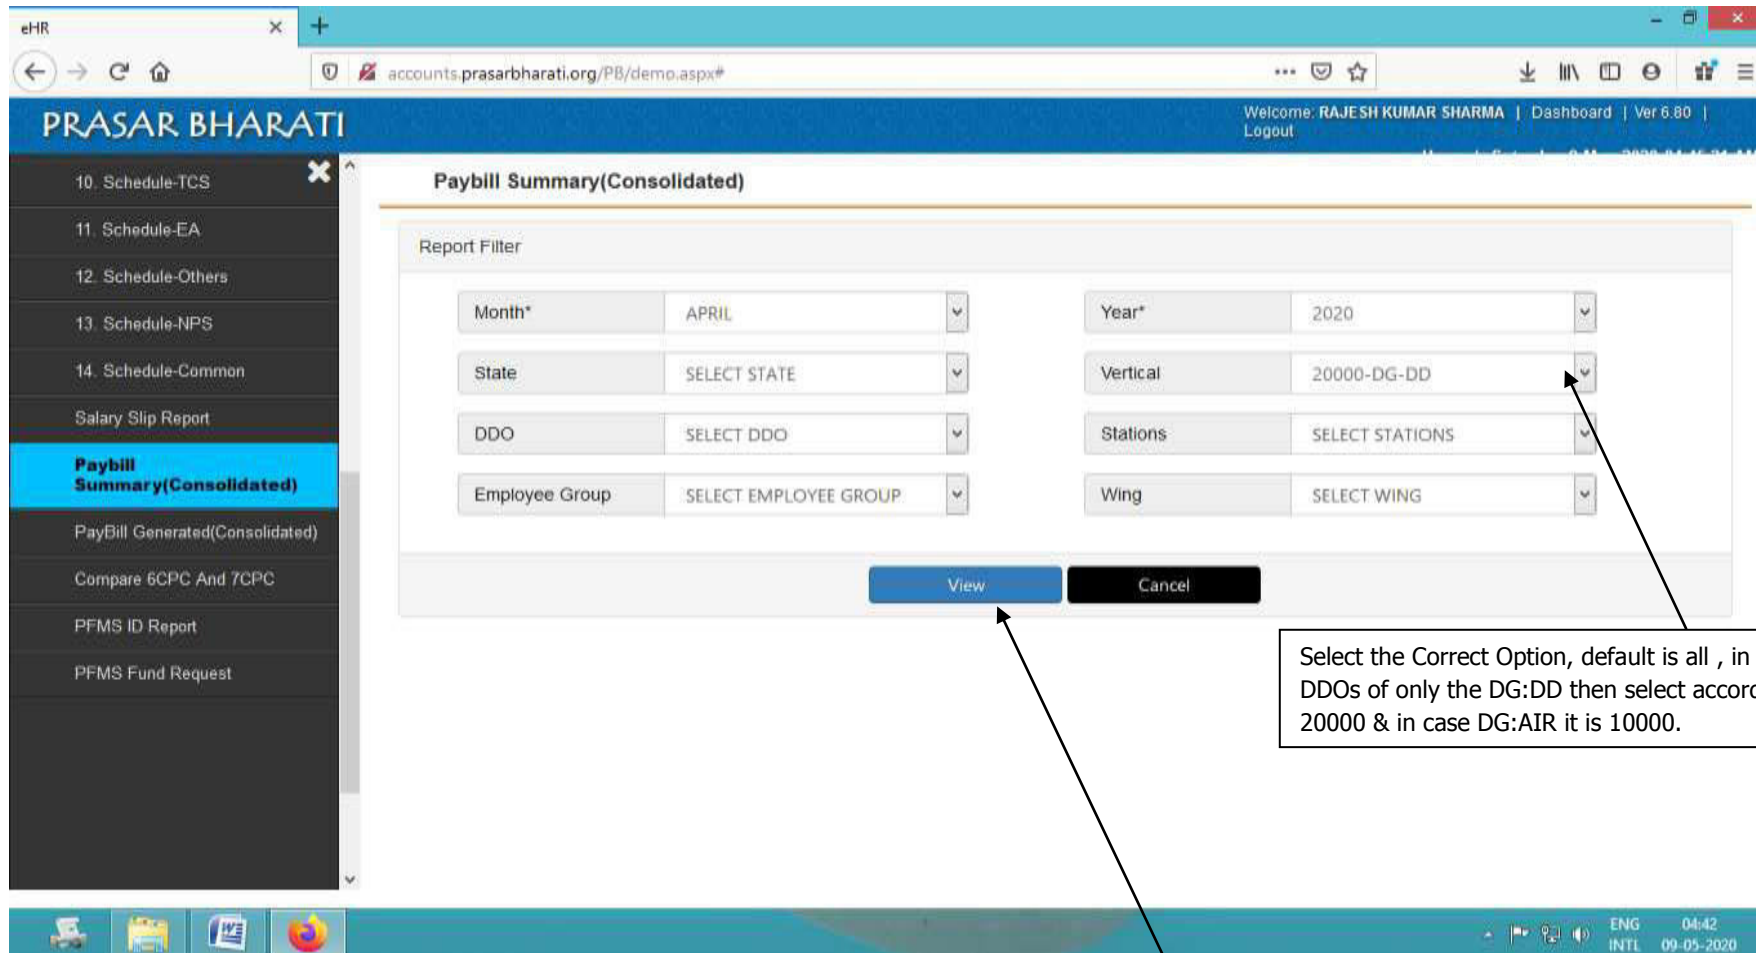 eHR
accounts.prasarbharati.org/PB/demo.aspx#
PRASAR BHARATI
Welcome: RAJESH KUMAR SHARMA | Dashboard | Ver 6.80 |
Logout
10. Schedule-TCS
11. Schedule-EA
12. Schedule-Others
13. Schedule-NPS
14. Schedule-Common
Salary Slip Report
Paybill
Summary(Consolidated)
PayBill Generated(Consolidated)
Compare 6CPC And 7CPC
PFMS ID Report
PFMS Fund Request
Paybill Summary(Consolidated)
Report Filter
Month* APRIL Year* 2020
State SELECT STATE Vertical 20000-DG-DD
DDO SELECT DDO Stations SELECT STATIONS
Employee Group SELECT EMPLOYEE GROUP Wing SELECT WING
View Cancel
Select the Correct Option, default is all , in
DDOs of only the DG:DD then select accord
20000 & in case DG:AIR it is 10000.
ENG 04:42
INTL 09-05-2020